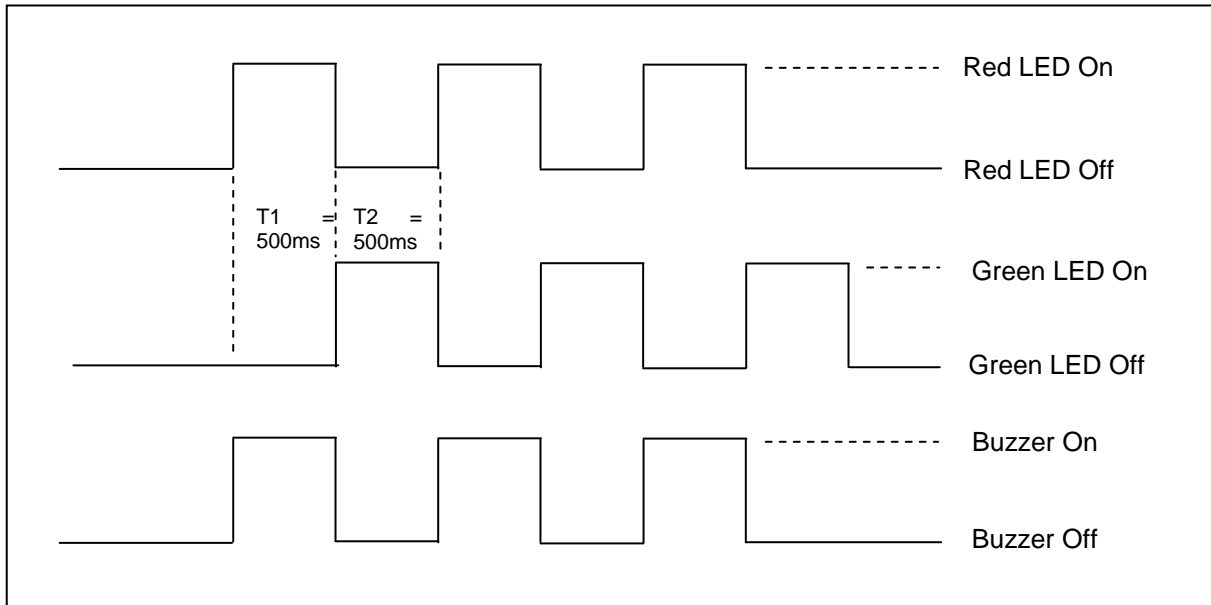 Red LED On
Red LED Off
T1 = T2 =
500ms 500ms
Green LED On
Green LED Off
Buzzer On
Buzzer Off